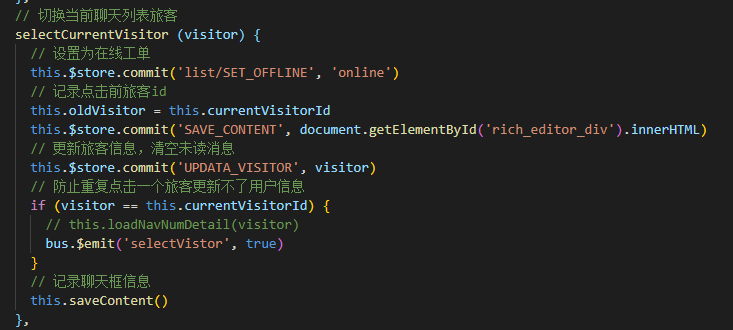 },
// 切换当前聊天列表旅客
selectCurrentVisitor (visitor) {
// 设置为在线工单
this.$store.commit('list/SET_OFFLINE', 'online')
// 记录点击前旅客id
this.oldVisitor = this.currentVisitorId
this.$store.commit('SAVE_CONTENT', document.getElementById('rich_editor_div').innerHTML)
// 更新旅客信息，清空未读消息
this.$store.commit('UPDATA_VISITOR', visitor)
// 防止重复点击一个旅客更新不了用户信息
if (visitor == this.currentVisitorId) {
// this.loadNavNumDetail(visitor)
bus.$emit('selectVistor', true)
}
// 记录聊天框信息
this.saveContent()
},